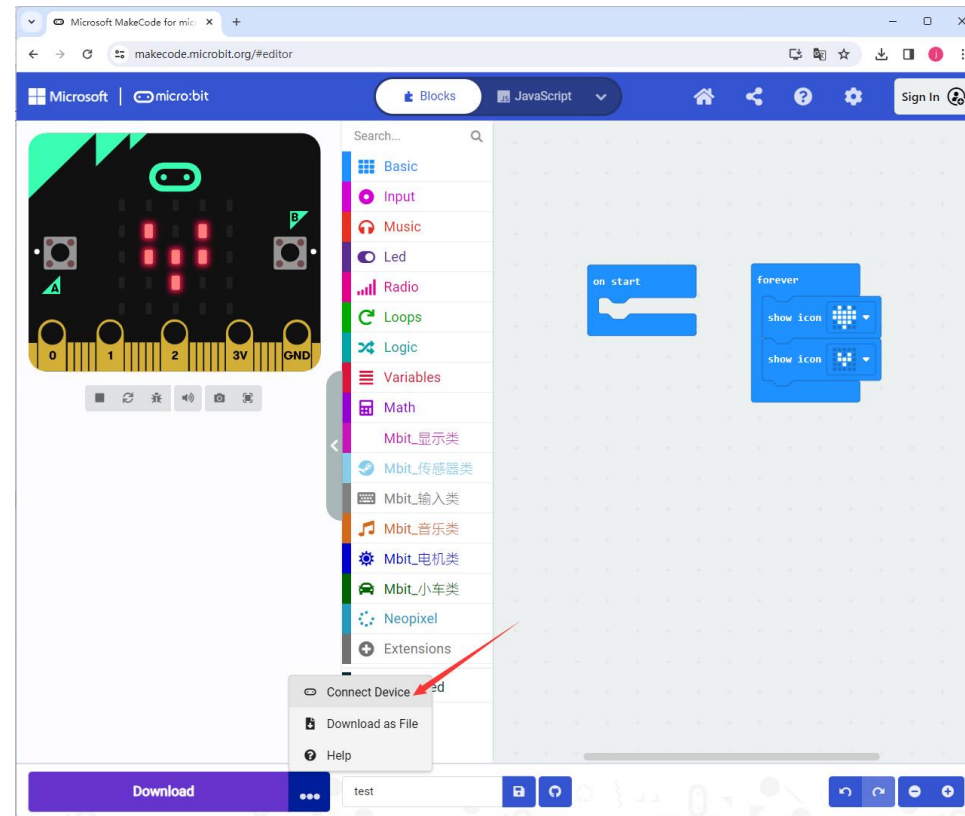 Microsoft MakeCode for mic
makecode.microbit.org/#editor
Microsoft micro:bit
Blocks
JS JavaScript
Sign In
Search...
Basic
Input
Music
Led
Radio
Loops
Logic
Variables
Math
Mbit_显示类
Mbit_传感器类
Mbit_输入类
Mbit_音乐类
Mbit_电机类
Mbit_小车类
Neopixel
Extensions
ed
A
B
0 1 2 3V GND
on start
forever
show icon
show icon
Connect Device
Download as File
Help
Download
test